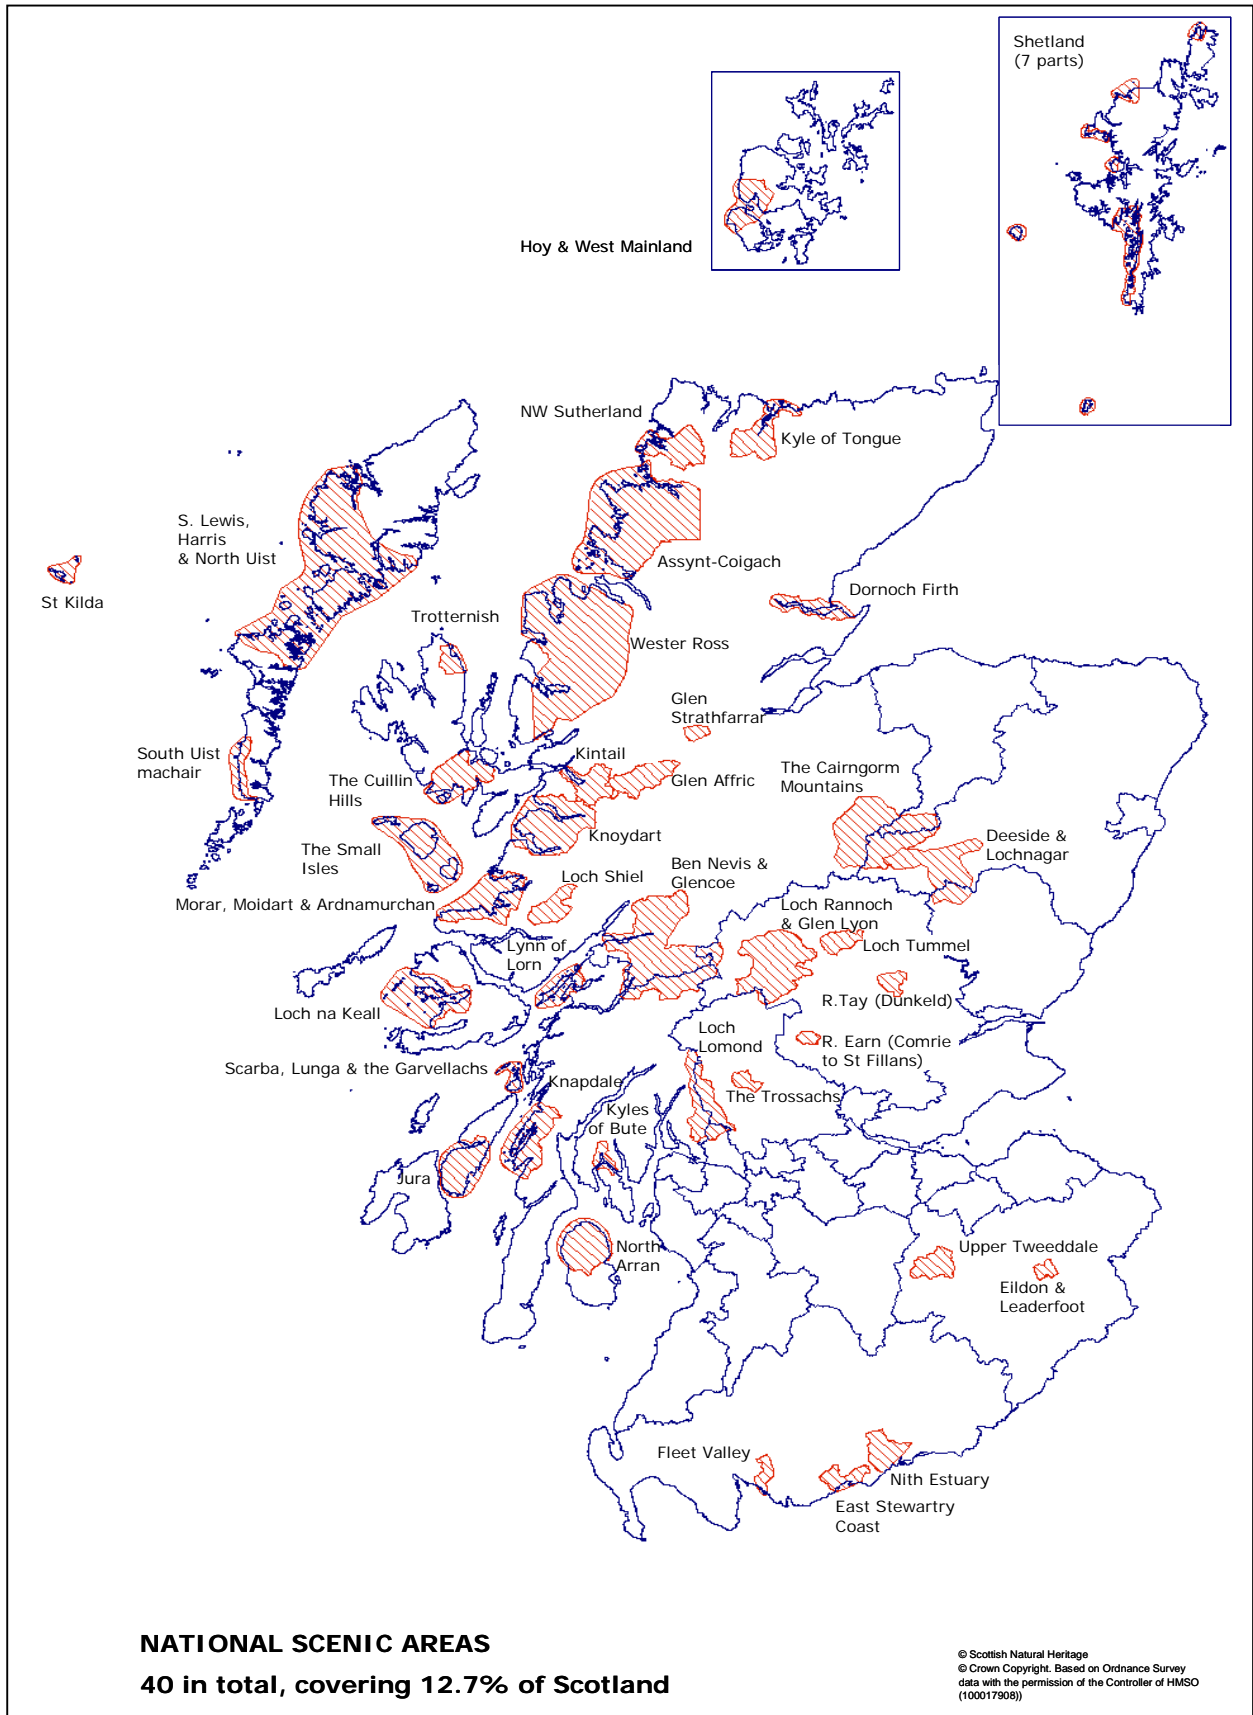 Shetland
(7 parts)
Hoy & West Mainland
NW Sutherland
Kyle of Tongue
S. Lewis,
Harris
& North Uist
Assynt-Coigach
St Kilda
Dornoch Firth
Trotternish
Wester Ross
Glen
Strathfarrar
South Uist
machair
Kintail
The Cuillin
Hills
Glen Affric
The Cairngorm
Mountains
Knoydart
Deeside &
Lochnagar
The Small
Isles
Ben Nevis &
Glencoe
Loch Shiel
Morar, Moidart & Ardnamurchan
Loch Rannoch
& Glen Lyon
Loch Tummel
Lynn of
Lorn
R.Tay (Dunkeld)
Loch na Keall
Loch
Lomond
R. Earn (Comrie
to St Fillans)
Scarba, Lunga & the Garvellachs
Knapdale
The Trossachs
Kyles
of Bute
Jura
North
Arran
Upper Tweeddale
Eildon &
Leaderfoot
Fleet Valley
Nith Estuary
East Stewartry
Coast
NATIONAL SCENIC AREAS
40 in total, covering 12.7% of Scotland
© Scottish Natural Heritage
© Crown Copyright. Based on Ordnance Survey
data with the permission of the Controller of HMSO
(100017908))